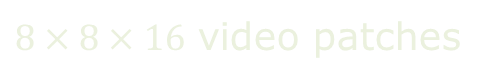 8 × 8 × 16 video patches